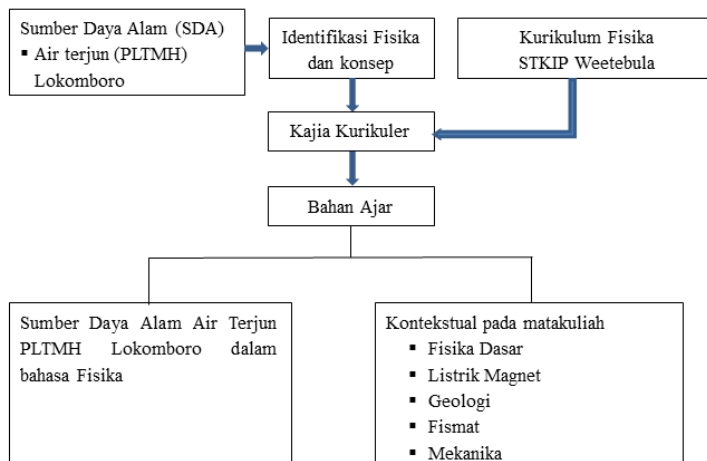 Sumber Daya Alam (SDA)
▪ Air terjun (PLTMH)
Lokomboro
Identifikasi Fisika
dan konsep
Kurikulum Fisika
STKIP Weetebula
Kajia Kurikuler
Bahan Ajar
Sumber Daya Alam Air Terjun
PLTMH Lokomboro dalam
bahasa Fisika
Kontekstual pada matakuliah
▪ Fisika Dasar
▪ Listrik Magnet
▪ Geologi
▪ Fismat
▪ Mekanika